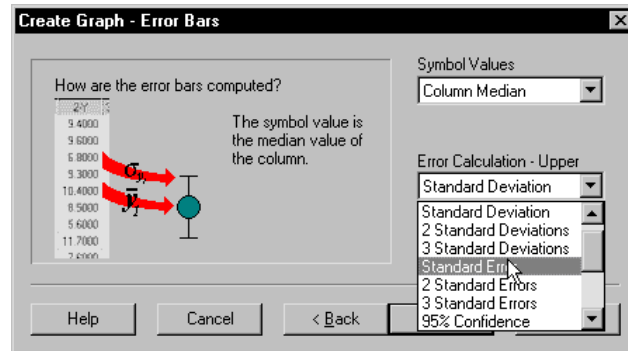 Create Graph - Error Bars
How are the error bars computed?
2-Y
9.4000
9.6000
6.8000
9.3000
10.4000
8.5000
5.6000
11.7000
The symbol value is
the median value of
the column.
Symbol Values
Column Median
Error Calculation - Upper
Standard Deviation
Standard Deviation
2 Standard Deviations
3 Standard Deviations
Standard
2 Standard Errors
3 Standard Errors
95% Confidence
Help
Cancel
< Back